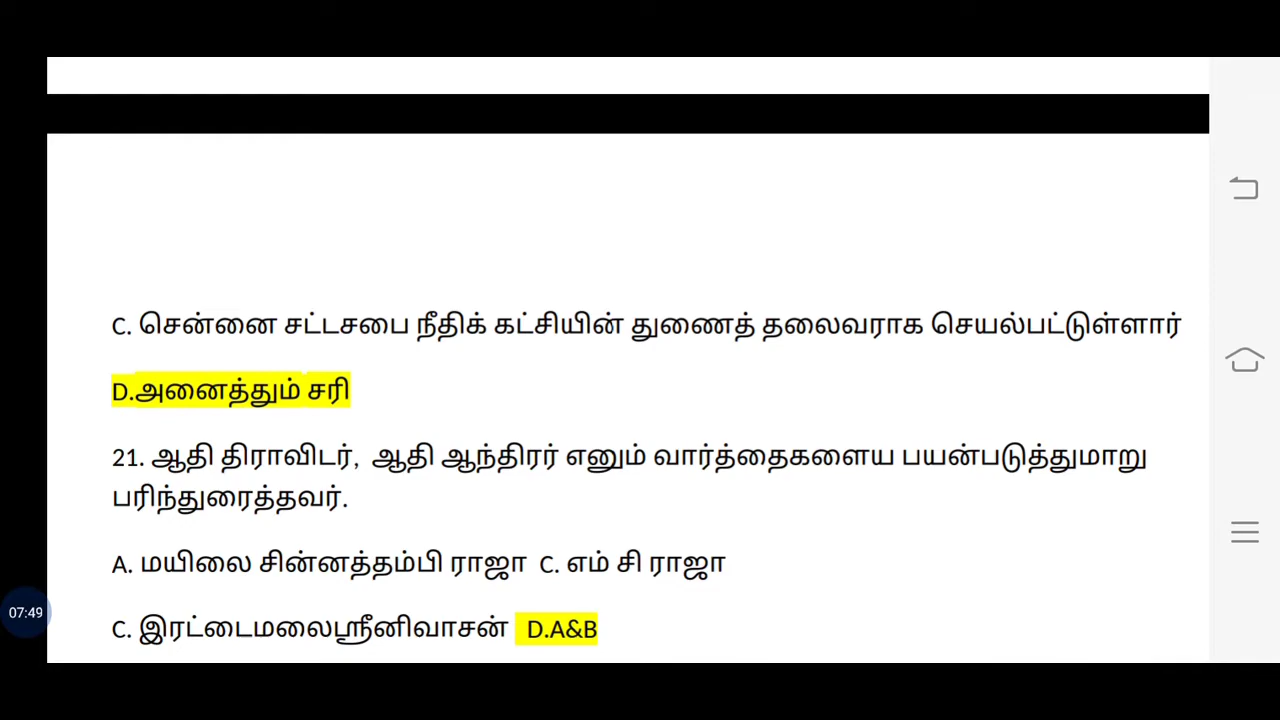 C. சென்னை சட்டசபை நீதிக் கட்சியின் துணைத் தலைவராக செயல்பட்டுள்ளார்
D.அனைத்தும் சரி
21. ஆதி திராவிடர், ஆதி ஆந்திரர் எனும் வார்த்தைகளைய பயன்படுத்துமாறு
பரிந்துரைத்தவர்.
A. மயிலை சின்னத்தம்பி ராஜா C. எம் சி ராஜா
07:49
C. இரட்டைமலைஸ்ரீனிவாசன் D.A&B